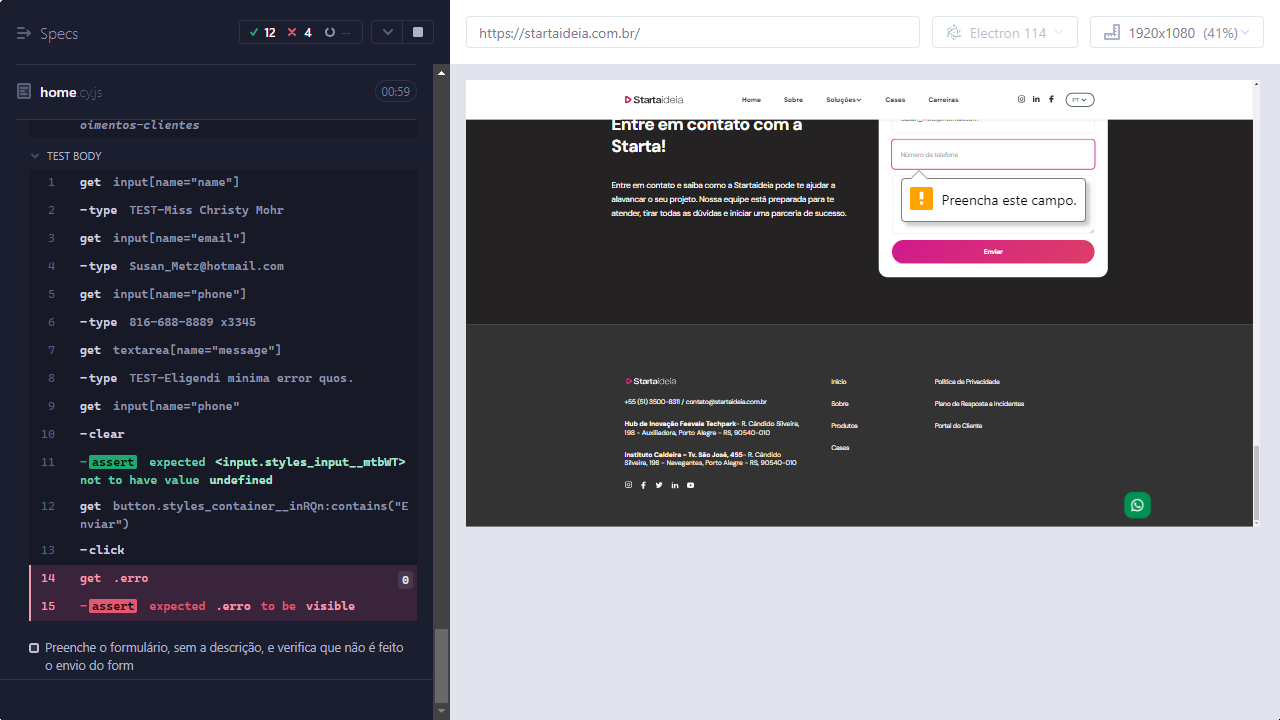 Specs
12
4
--
https://startaideia.com.br/
Electron 114
1920x1080 (41%)
home.cy.js
00:59
oimentos-clientes
TEST BODY
1 get input[name="name"]
2 -type TEST-Miss Christy Mohr
3 get input[name="email"]
4 -type Susan_Metz@hotmail.com
5 get input[name="phone"]
6 -type 816-688-8889 x3345
7 get textarea[name="message"]
8 -type TEST-Eligendi minima error quos.
9 get input[name="phone"
10 -clear
11 -assert expected <input.styles_input__mtbWT>
not to have value undefined
12 get button.styles_container__inRQn:contains("E
nviar")
13 -click
14 get .erro 0
15 -assert expected .erro to be visible
Preenche o formulário, sem a descrição, e verifica que não é feito
o envio do form
Startaideia
Home
Sobre
Soluções
Cases
Carreiras
PT
Entre em contato com a
Starta!
Entre em contato e saiba como a Startaideia pode te ajudar a
alavancar o seu projeto. Nossa equipe está preparada para te
atender, tirar todas as dúvidas e iniciar uma parceria de sucesso.
Susan_Metz@hotmail.com
Número de telefone
Preencha este campo.
Enviar
Startaideia
+55 (51) 3500-8311 / contato@startaideia.com.br
Hub de Inovação Feevale Techpark- R. Cândido Silveira,
198 - Auxiliadora, Porto Alegre - RS, 90540-010
Instituto Caldeira - Tv. São José, 455- R. Cândido
Silveira, 198 - Navegantes, Porto Alegre - RS, 90540-010
Início
Sobre
Produtos
Cases
Política de Privacidade
Plano de Resposta a Incidentes
Portal do Cliente